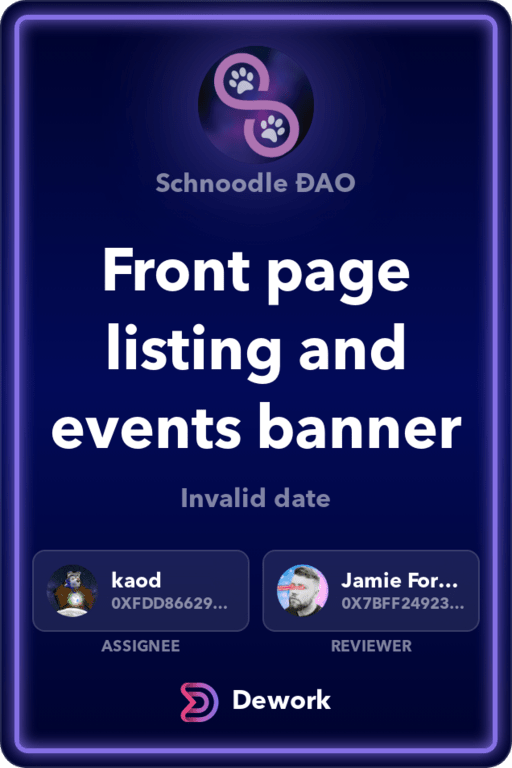 Schnoodle ĐAO
Front page
listing and
events banner
Invalid date
kaod
0XFDD86629...
Jamie For...
0X7BFF24923...
ASSIGNEE
REVIEWER
Dework